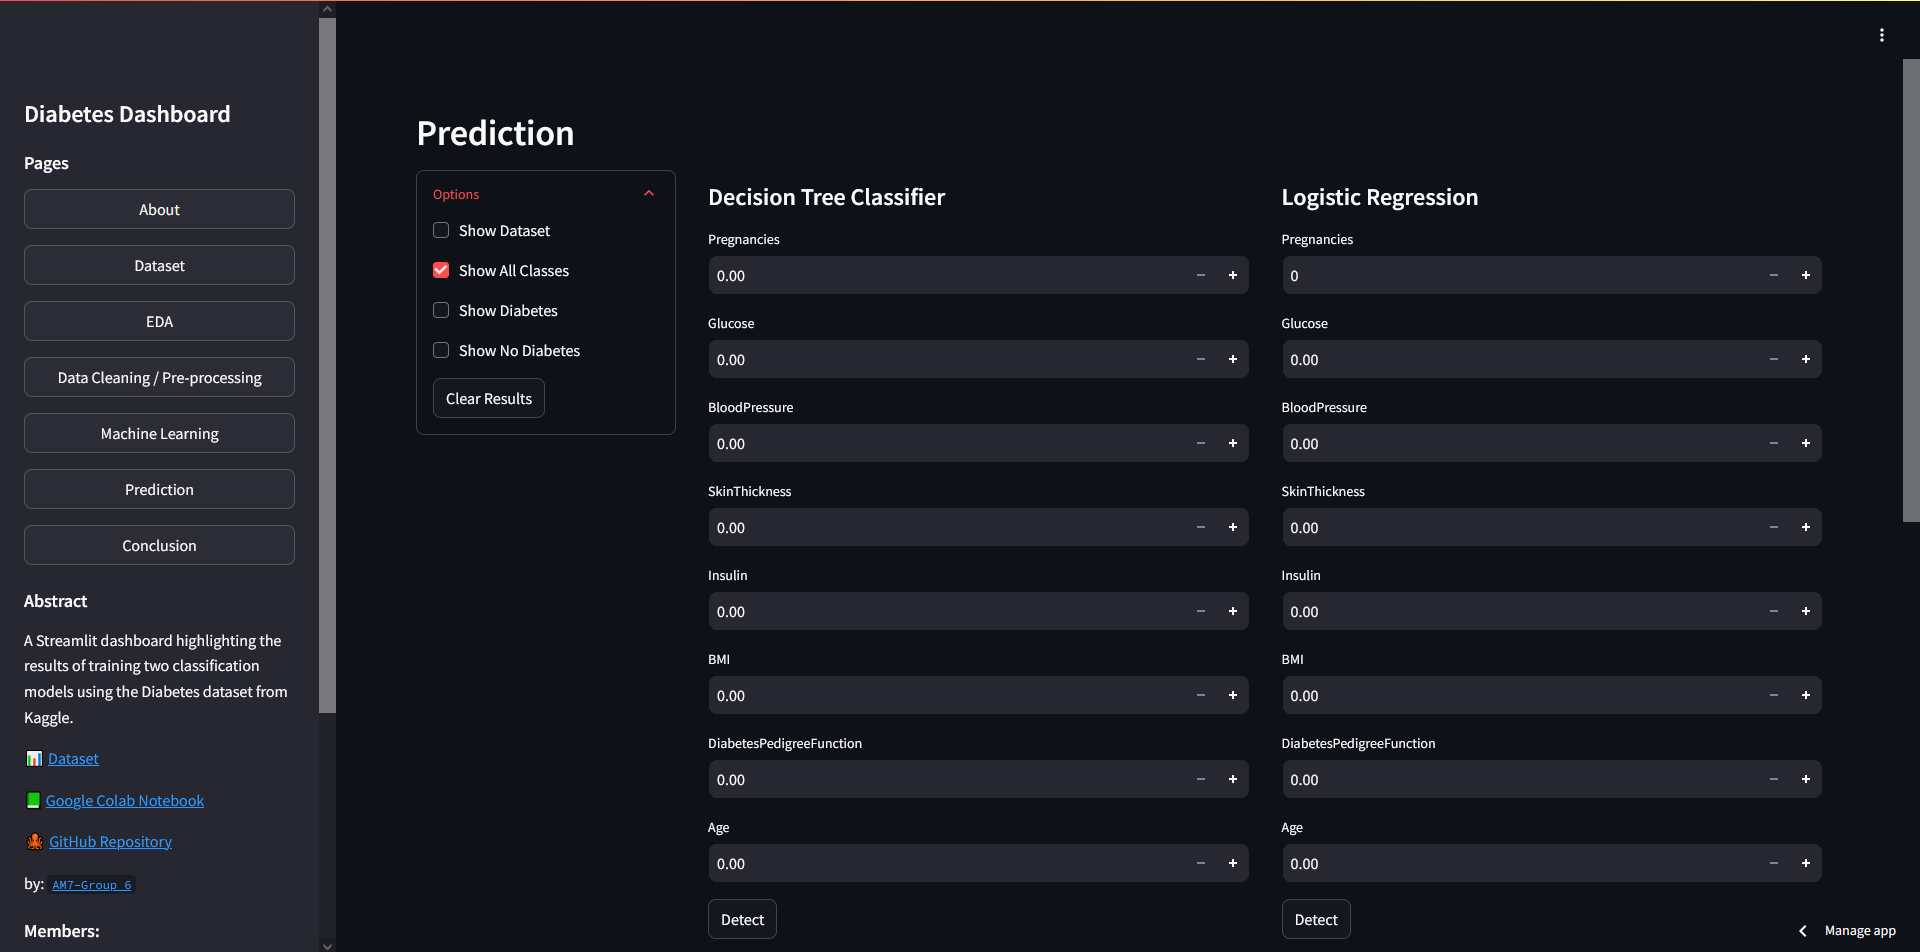 Diabetes Dashboard
Pages
About
Dataset
EDA
Data Cleaning / Pre-processing
Machine Learning
Prediction
Conclusion
Abstract
A Streamlit dashboard highlighting the
results of training two classification
models using the Diabetes dataset from
Kaggle.
Dataset
Google Colab Notebook
GitHub Repository
by: AM7-Group 6
Members:
Prediction
Options
Show Dataset
Show All Classes
Show Diabetes
Show No Diabetes
Clear Results
Decision Tree Classifier
Pregnancies
0.00
Glucose
0.00
BloodPressure
0.00
SkinThickness
0.00
Insulin
0.00
BMI
0.00
DiabetesPedigreeFunction
0.00
Age
0.00
Detect
Logistic Regression
Pregnancies
0
Glucose
0.00
BloodPressure
0.00
SkinThickness
0.00
Insulin
0.00
BMI
0.00
DiabetesPedigreeFunction
0.00
Age
0.00
Detect
Manage app